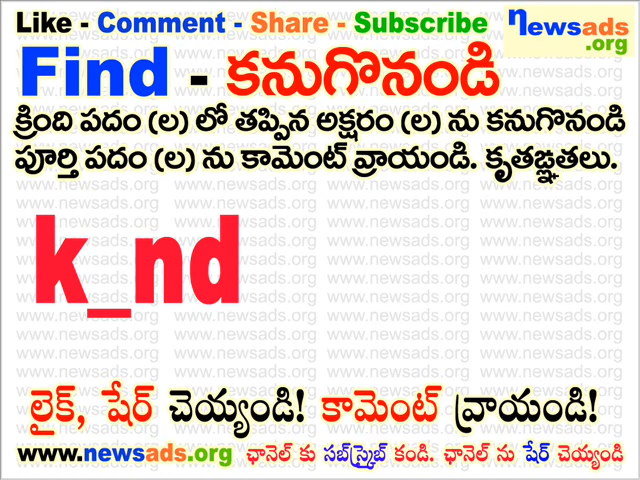 Like - Comment - Share - Subscribe
newsads
.org
Find - కనుగొనండి
క్రింది పదం (ల) లో తప్పిన అక్షరం (ల) ను కనుగొనండి
పూర్తి పదం (ల) ను కామెంట్ వ్రాయండి. కృతఙ్ఞతలు.
k_nd
లైక్, షేర్ చెయ్యండి! కామెంట్ వ్రాయండి!
www.newsads.org ఛానెల్ కు సబ్‌స్క్రైబ్ కండి. ఛానెల్ ను షేర్ చెయ్యండి